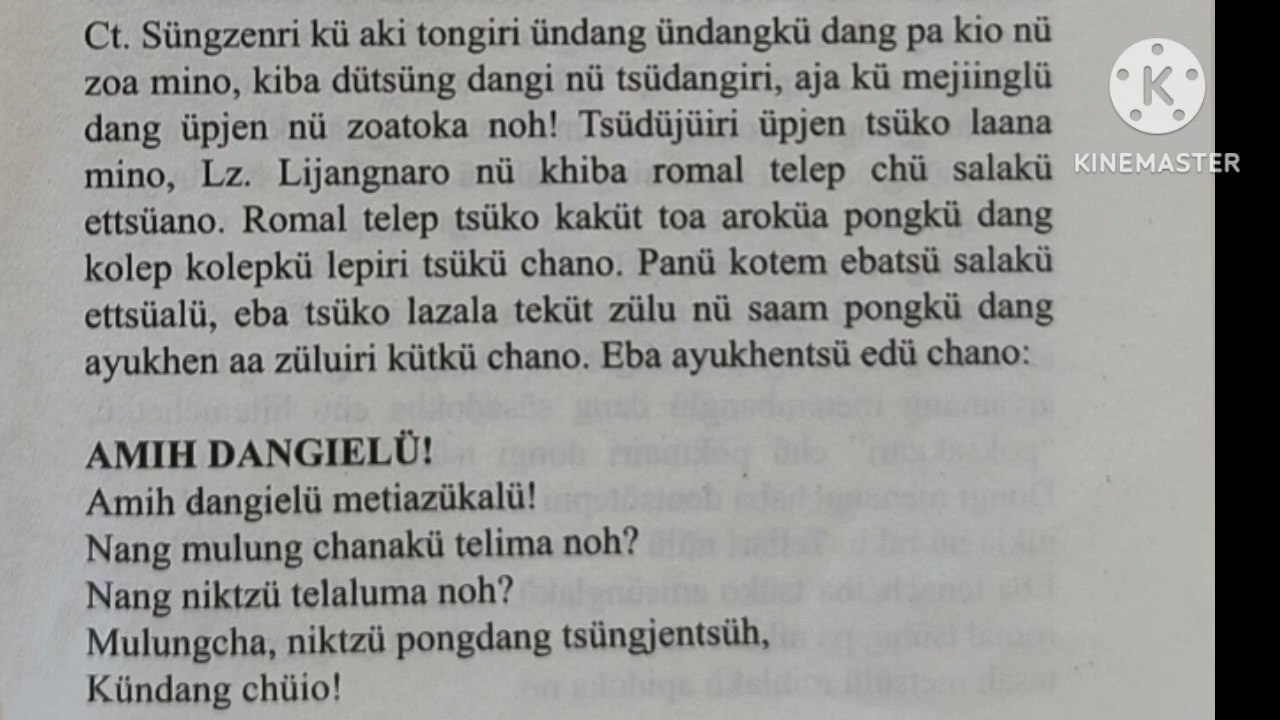 Ct. Süngzenri kü aki tongiri ündang ündangkü dang pa kio nü
zoa mino, kiba dütsüng dangi nü tsüdangiri, aja kü mejiinglü
dang üpjen nü zoatoka noh! Tsüdüjüiri üpjen tsüko laana
mino, Lz. Lijangnaro nü khiba romal telep chü salakü
ettsüano. Romal telep tsüko kaküt toa aroküa pongkü dang
kolep kolepkü lepiri tsükü chano. Panü kotem ebatsü salakü
ettsüalü, eba tsüko lazala teküt zülu nü saam pongkü dang
ayukhen aa züluiri kütkü chano. Eba ayukhentsü edü chano:
AMIH DANGIELÜ!
Amih dangielü metiazükalü!
Nang mulung chanakü telima noh?
Nang niktzü telaluma noh?
Mulungcha, niktzü pongdang tsüngjentsüh,
Kündang chüio!
K
KINEMASTER